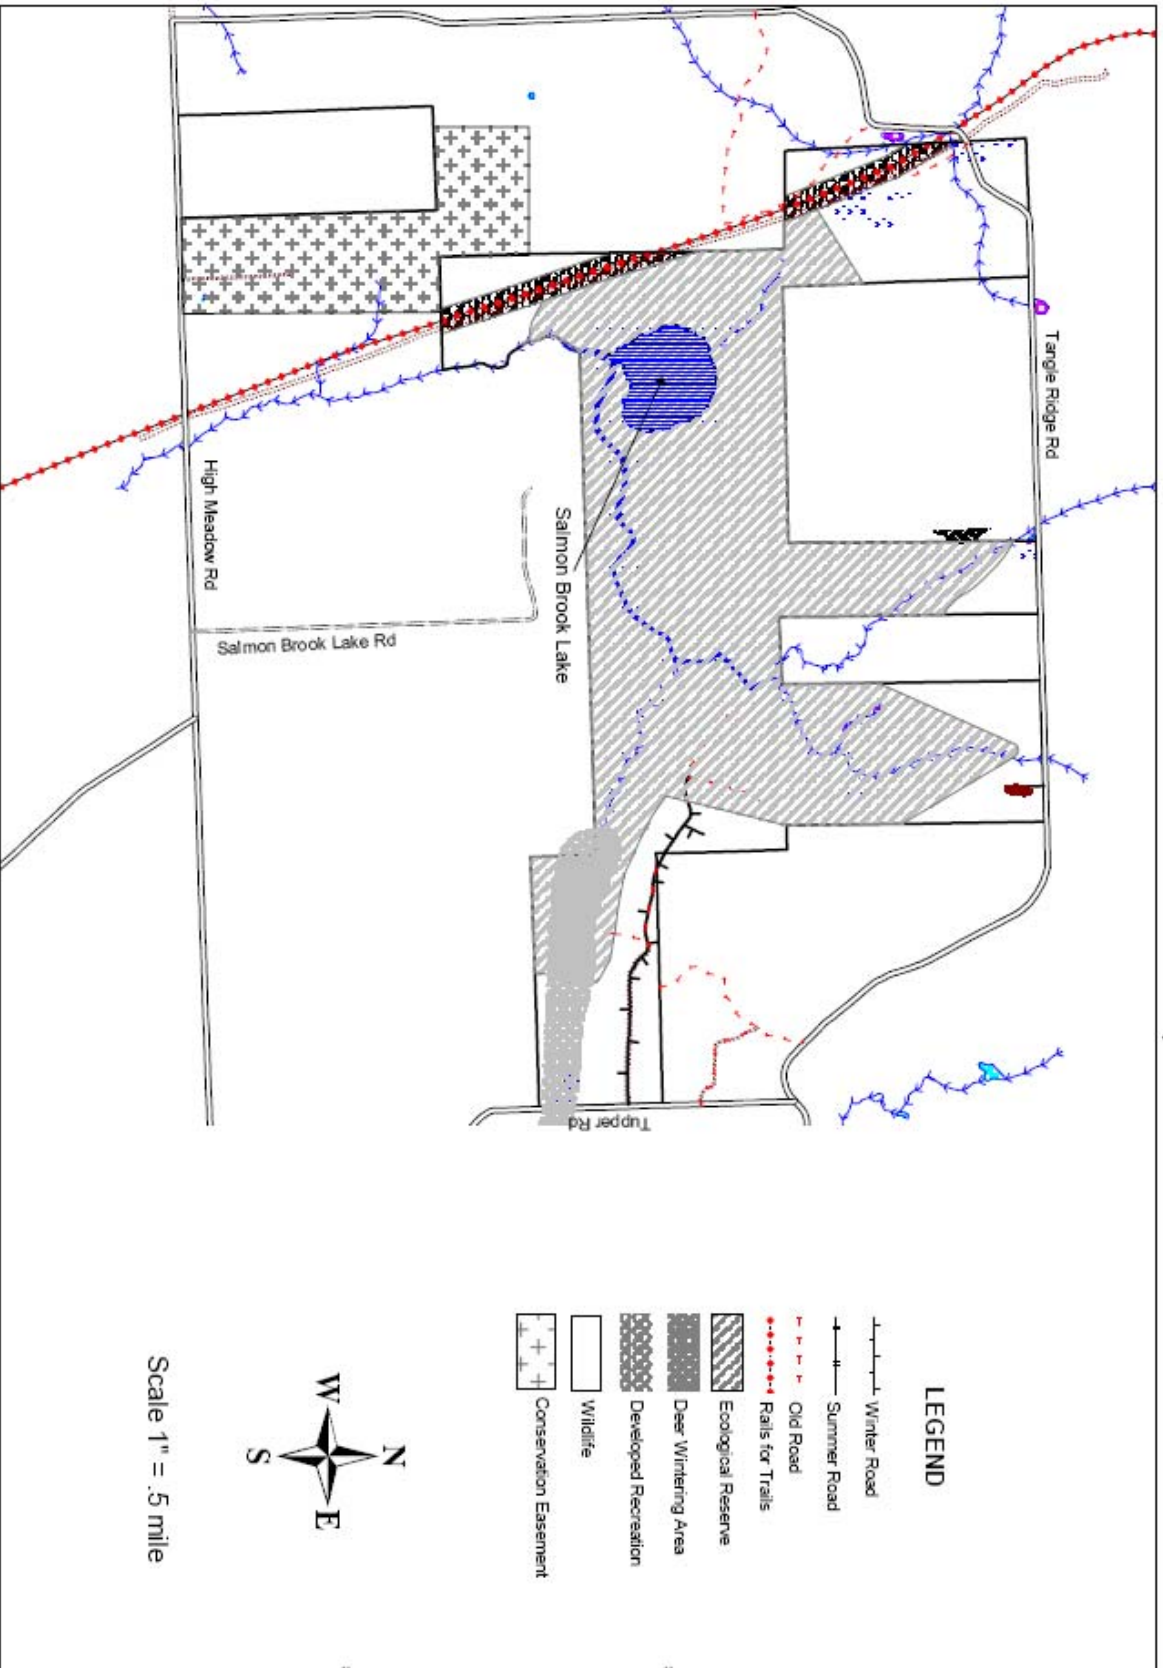 Tangle Ridge Rd
High Meadow Rd
Salmon Brook Lake Rd
Salmon Brook Lake
Tupper Rd
LEGEND
Winter Road
Summer Road
Old Road
Rails for Trails
Ecological Reserve
Deer Wintering Area
Developed Recreation
Wildlife
Conservation Easement
N
W
E
S
Scale 1" = .5 mile